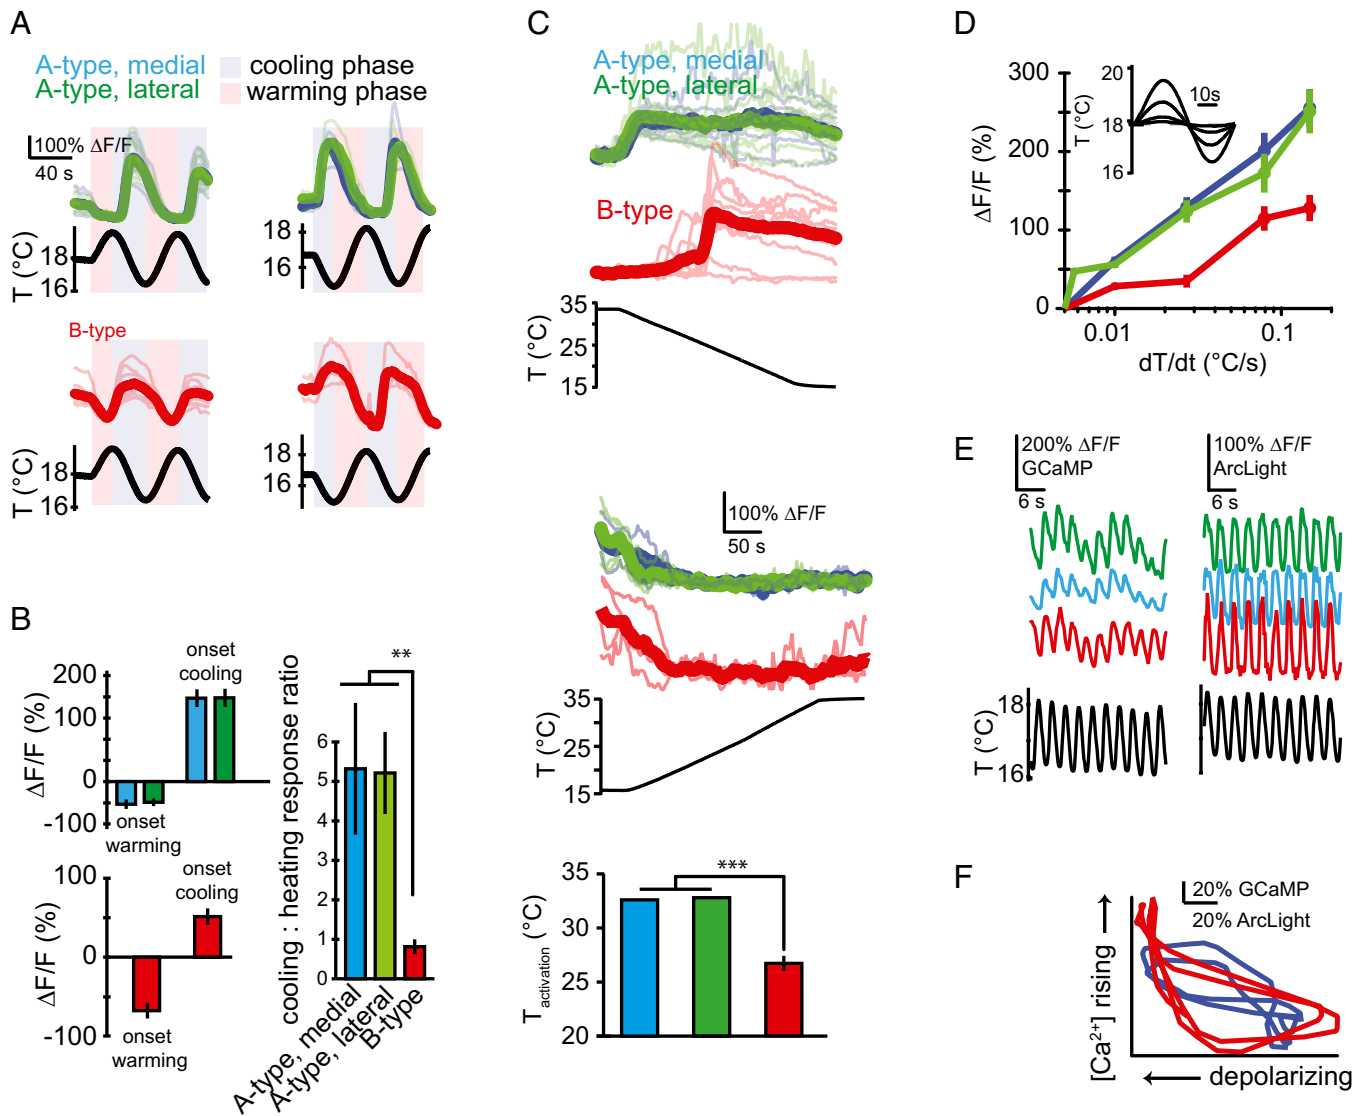 A
A-type, medial
A-type, lateral
cooling phase
warming phase
100% ΔF/F
40 s
18
16
T (°C)
18
16
B-type
18
16
T (°C)
18
16
B
200
100
0
-100
ΔF/F (%)
onset
cooling
onset
warming
100
0
-100
ΔF/F (%)
onset
cooling
onset
warming
cooling : heating response ratio
**
6
5
4
3
2
1
0
A-type, medial
A-type, lateral
B-type
C
A-type, medial
A-type, lateral
B-type
35
25
15
T (°C)
100% ΔF/F
50 s
35
25
15
T (°C)
35
30
25
20
T activation (°C)
***
D
300
200
100
0
ΔF/F (%)
20
18
16
T (°C)
10s
0.01
0.1
dT/dt (°C/s)
E
200% ΔF/F
GCaMP
6 s
100% ΔF/F
ArcLight
6 s
18
16
T (°C)
F
20% GCaMP
20% ArcLight
[Ca²⁺] rising →
← depolarizing